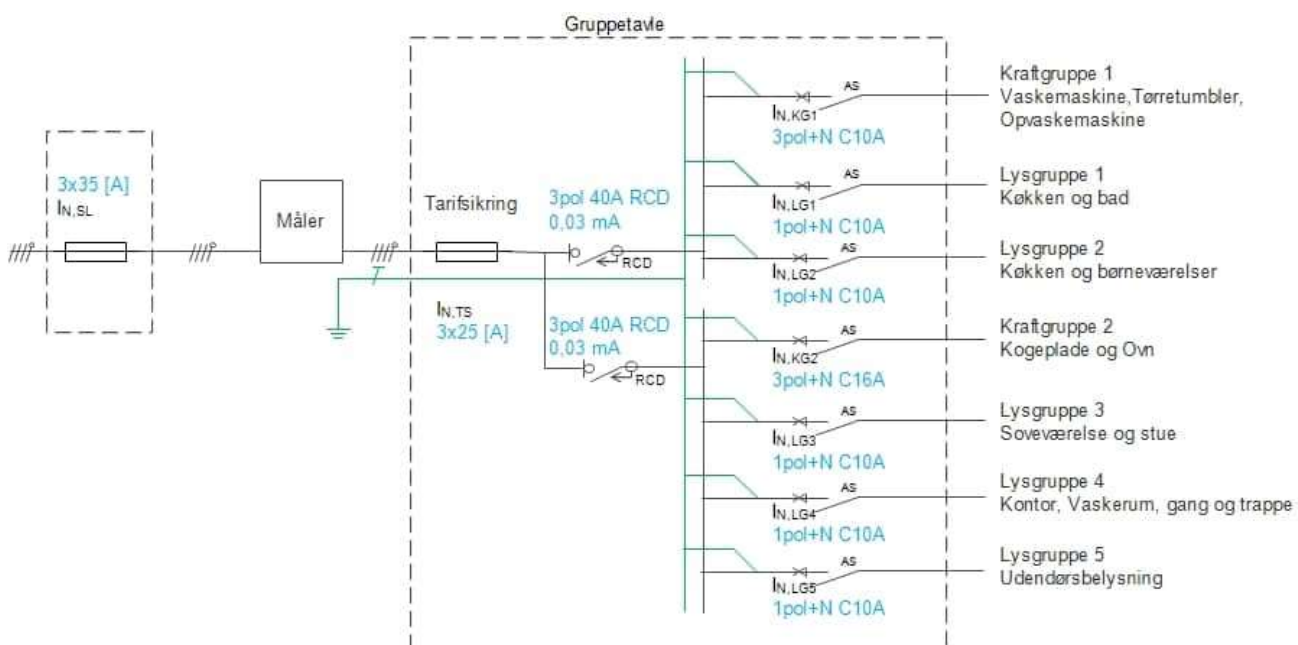 Gruppetavle
3x35 [A]
IN,SL
Måler
Tarifsikring
IN,TS
3x25 [A]
3pol 40A RCD
0,03 mA
RCD
3pol 40A RCD
0,03 mA
RCD
AS
IN,KG1
3pol+N C10A
Kraftgruppe 1
Vaskemaskine,Tørretumbler,
Opvaskemaskine
AS
IN,LG1
1pol+N C10A
Lysgruppe 1
Køkken og bad
AS
IN,LG2
1pol+N C10A
Lysgruppe 2
Køkken og børneværelser
AS
IN,KG2
3pol+N C16A
Kraftgruppe 2
Kogeplade og Ovn
AS
IN,LG3
1pol+N C10A
Lysgruppe 3
Soveværelse og stue
AS
IN,LG4
1pol+N C10A
Lysgruppe 4
Kontor, Vaskerum, gang og trappe
AS
IN,LG5
1pol+N C10A
Lysgruppe 5
Udendørsbelysning